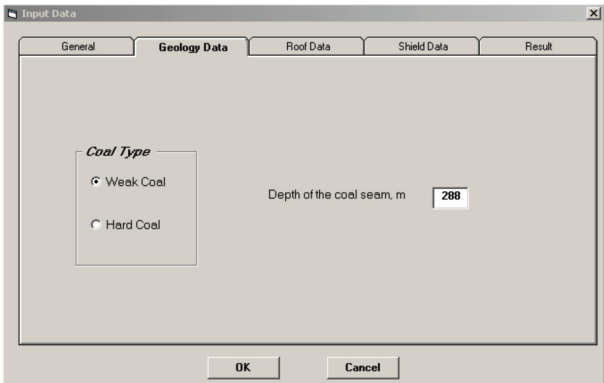 Input Data
General Geology Data Roof Data Shield Data Result
Coal Type
Weak Coal
Depth of the coal seam, m 288
Hard Coal
OK Cancel